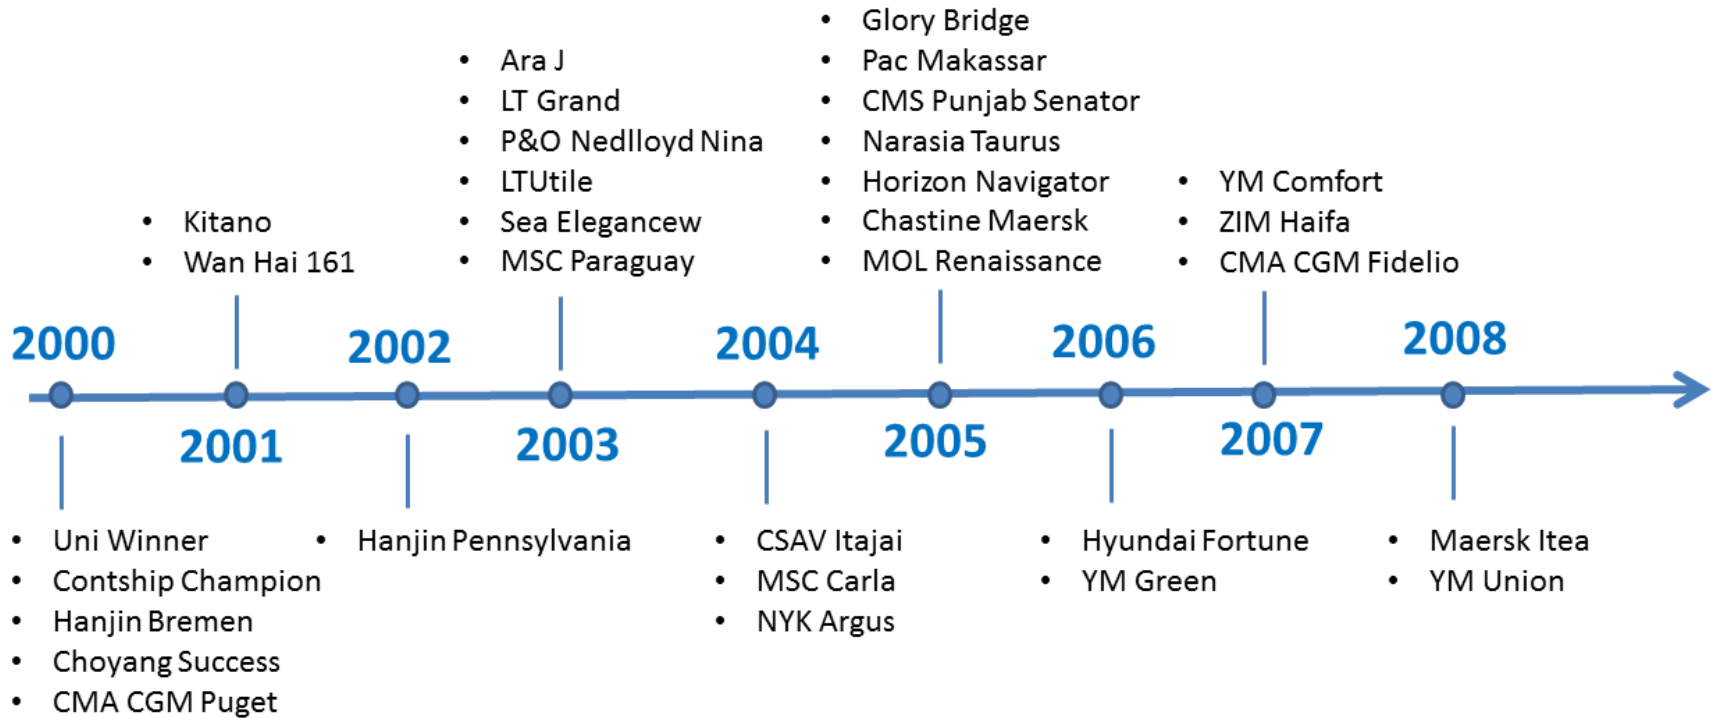 • Glory Bridge
• Pac Makassar
• CMS Punjab Senator
• Narasia Taurus
• Horizon Navigator
• Chastine Maersk
• MOL Renaissance
• Ara J
• LT Grand
• P&O Nedlloyd Nina
• LTUtile
• Sea Elegancew
• MSC Paraguay
• YM Comfort
• ZIM Haifa
• CMA CGM Fidelio
• Kitano
• Wan Hai 161
2000
2002
2004
2006
2008
2001
2003
2005
2007
• Uni Winner
• Contship Champion
• Hanjin Bremen
• Choyang Success
• CMA CGM Puget
• Hanjin Pennsylvania
• CSAV Itajai
• MSC Carla
• NYK Argus
• Hyundai Fortune
• YM Green
• Maersk Itea
• YM Union